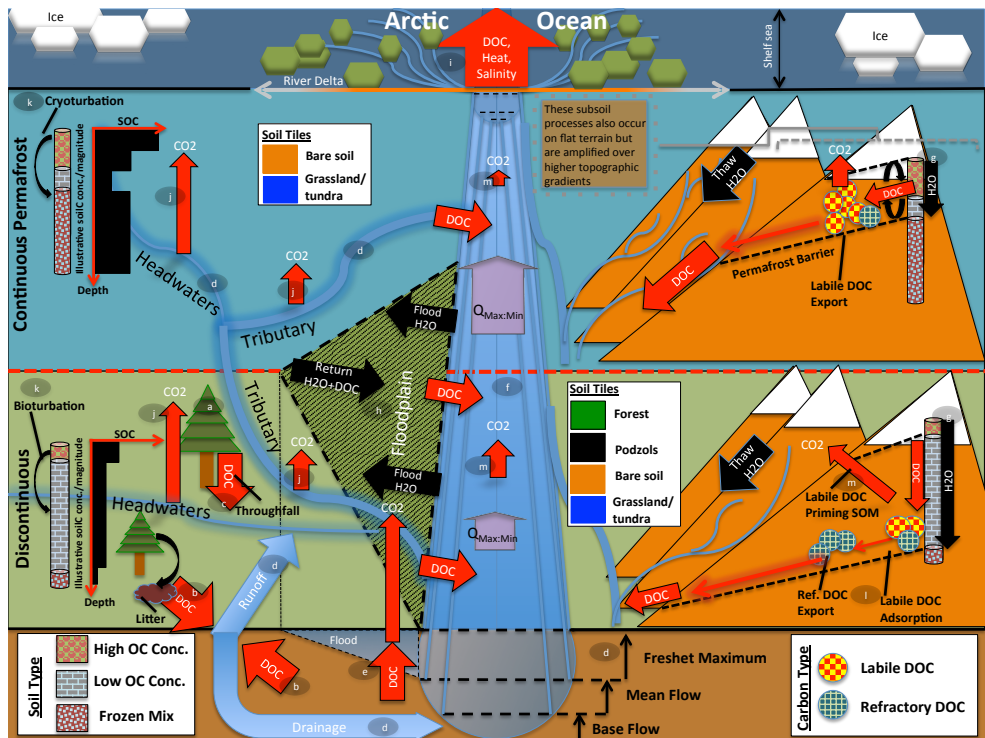 Ice
Arctic Ocean
Ice
Shelf sea
DOC,
Heat,
Salinity
i
River Delta
Continuous Permafrost
k
Cryoturbation
SOC
Illustrative soilC conc./magnitude
Depth
CO2
j
Soil Tiles
Bare soil
Grassland/
tundra
These subsoil
processes also occur
on flat terrain but
are amplified over
higher topographic
gradients
CO2
m
DOC
d
CO2
j
Headwaters
d
Tributary
Flood
H2O
QMax:Min
Thaw
H2O
CO2
g
DOC
H2O
DOC
Permafrost Barrier
Labile DOC
Export
Discontinuous
k
Bioturbation
SOC
Illustrative soilC conc./magnitude
Depth
CO2
j
a
DOC
c
Throughfall
Headwaters
Litter
DOC
b
Tributary
CO2
j
Return
H2O+DOC
h
Floodplain
DOC
f
Flood
H2O
CO2
CO2
m
QMax:Min
DOC
Soil Tiles
Forest
Podzols
Bare soil
Grassland/
tundra
Thaw
H2O
CO2
g
DOC
H2O
m
Labile DOC
Priming SOM
DOC
Ref. DOC
Export
l
Labile DOC
Adsorption
Runoff
d
Flood
DOC
b
e
DOC
Drainage
d
d
Freshet Maximum
Mean Flow
Base Flow
Soil Type
High OC Conc.
Low OC Conc.
Frozen Mix
Carbon Type
Labile DOC
Refractory DOC